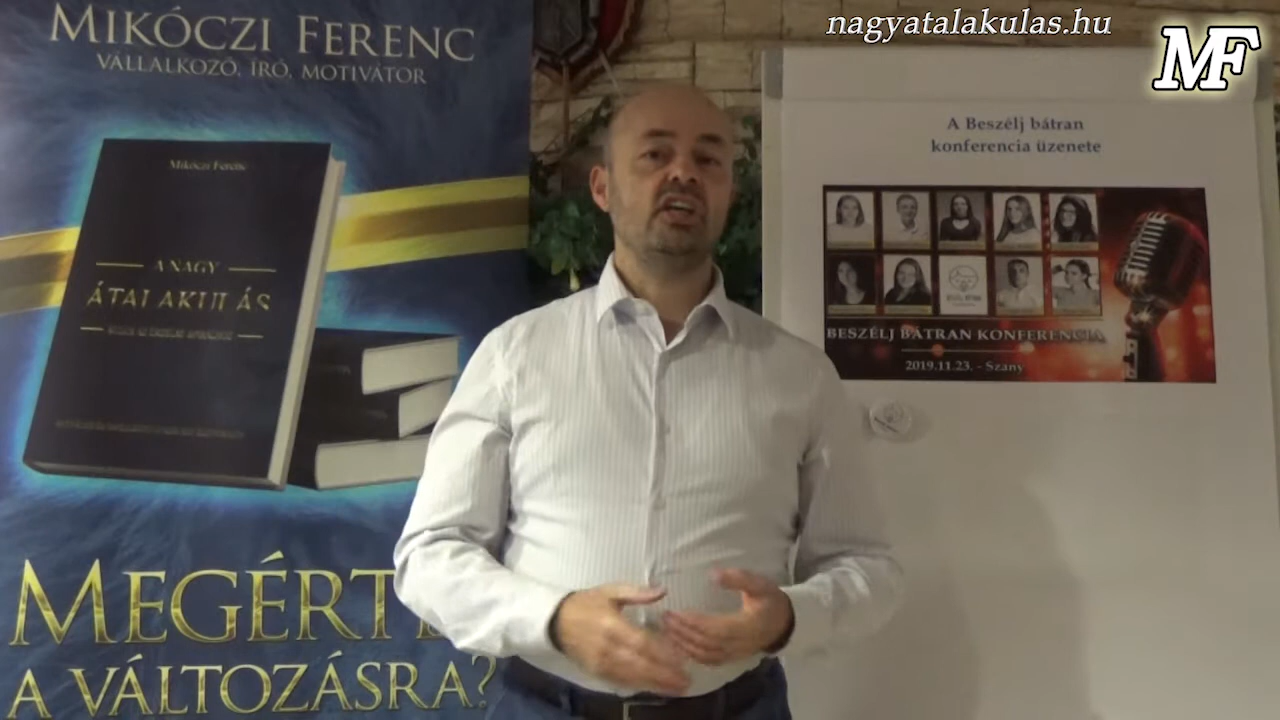 MIKÓCZI FERENC
VÁLLALKOZÓ, ÍRÓ, MOTIVÁTOR
Mikóczi Ferenc
A NAGY
ÁTALAKULÁS
MEGÉRT
A VÁLTOZÁSRA?
nagyatalakulas.hu
MF
A Beszélj bátran
konferencia üzenete
BESZÉLJ BÁTRAN KONFERENCIA
2019.11.23. - Szany